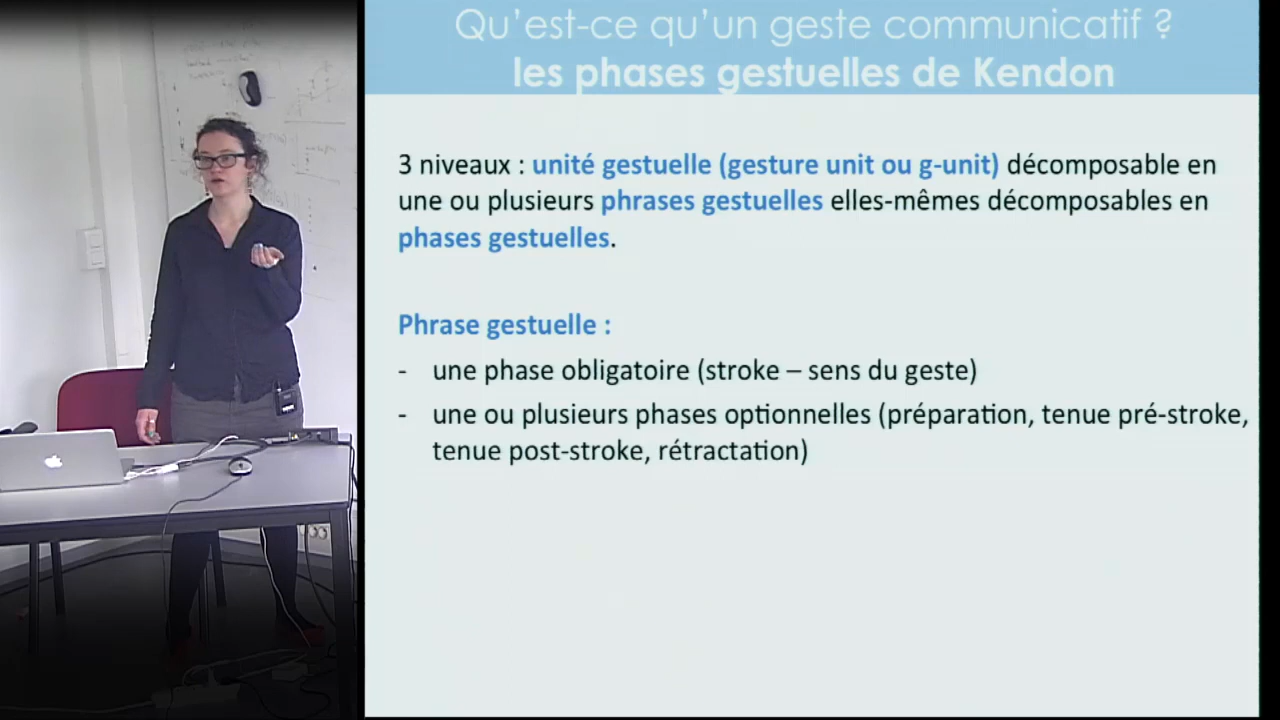 Qu'est-ce qu'un geste communicatif ?
les phases gestuelles de Kendon
3 niveaux : unité gestuelle (gesture unit ou g-unit) décomposable en
une ou plusieurs phrases gestuelles elles-mêmes décomposables en
phases gestuelles.
Phrase gestuelle :
- une phase obligatoire (stroke – sens du geste)
- une ou plusieurs phases optionnelles (préparation, tenue pré-stroke,
tenue post-stroke, rétractation)